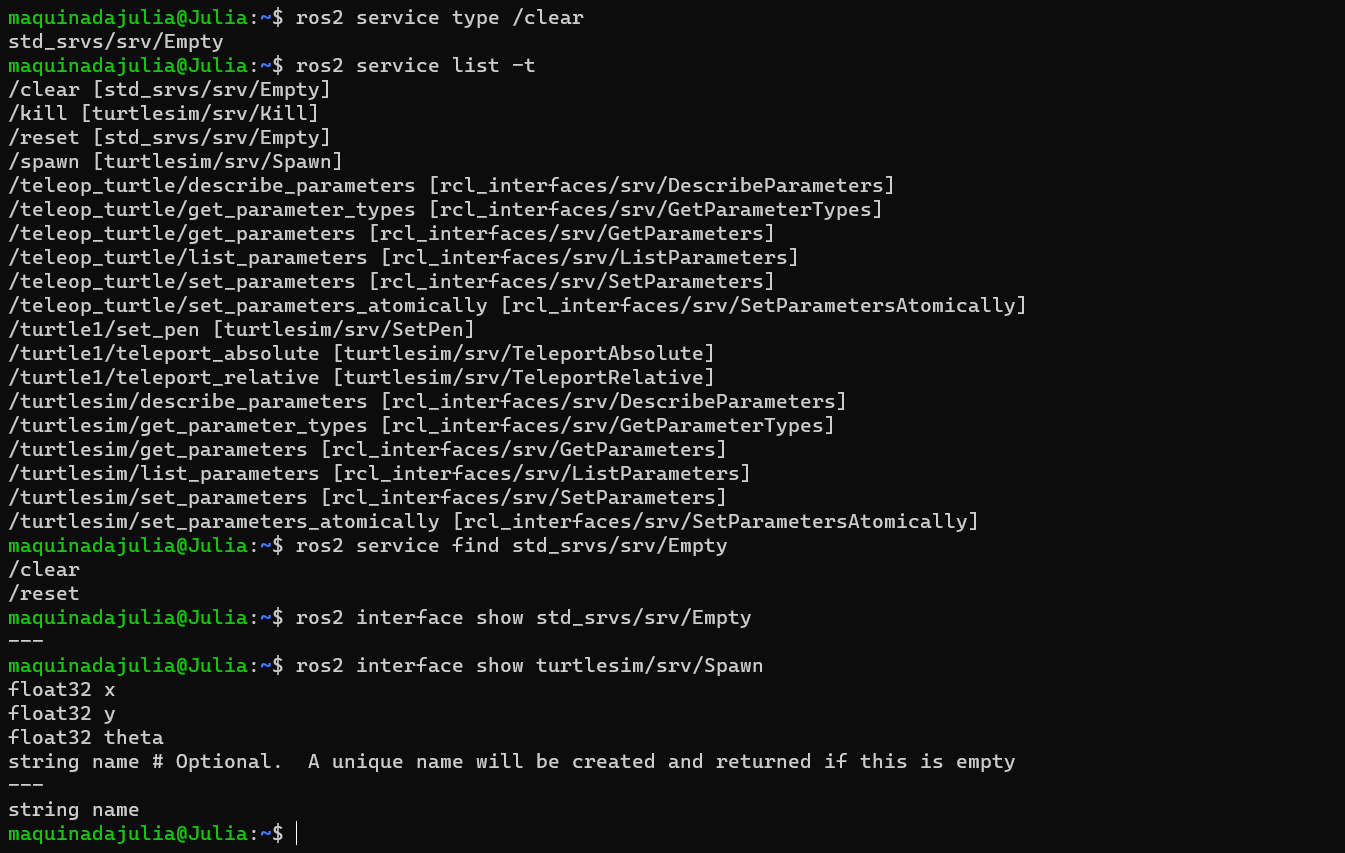 maquinadajulia@Julia:~$ ros2 service type /clear
std_srvs/srv/Empty
maquinadajulia@Julia:~$ ros2 service list -t
/clear [std_srvs/srv/Empty]
/kill [turtlesim/srv/Kill]
/reset [std_srvs/srv/Empty]
/spawn [turtlesim/srv/Spawn]
/teleop_turtle/describe_parameters [rcl_interfaces/srv/DescribeParameters]
/teleop_turtle/get_parameter_types [rcl_interfaces/srv/GetParameterTypes]
/teleop_turtle/get_parameters [rcl_interfaces/srv/GetParameters]
/teleop_turtle/list_parameters [rcl_interfaces/srv/ListParameters]
/teleop_turtle/set_parameters [rcl_interfaces/srv/SetParameters]
/teleop_turtle/set_parameters_atomically [rcl_interfaces/srv/SetParametersAtomically]
/turtle1/set_pen [turtlesim/srv/SetPen]
/turtle1/teleport_absolute [turtlesim/srv/TeleportAbsolute]
/turtle1/teleport_relative [turtlesim/srv/TeleportRelative]
/turtlesim/describe_parameters [rcl_interfaces/srv/DescribeParameters]
/turtlesim/get_parameter_types [rcl_interfaces/srv/GetParameterTypes]
/turtlesim/get_parameters [rcl_interfaces/srv/GetParameters]
/turtlesim/list_parameters [rcl_interfaces/srv/ListParameters]
/turtlesim/set_parameters [rcl_interfaces/srv/SetParameters]
/turtlesim/set_parameters_atomically [rcl_interfaces/srv/SetParametersAtomically]
maquinadajulia@Julia:~$ ros2 service find std_srvs/srv/Empty
/clear
/reset
maquinadajulia@Julia:~$ ros2 interface show std_srvs/srv/Empty
---
maquinadajulia@Julia:~$ ros2 interface show turtlesim/srv/Spawn
float32 x
float32 y
float32 theta
string name # Optional.  A unique name will be created and returned if this is empty
---
string name
maquinadajulia@Julia:~$